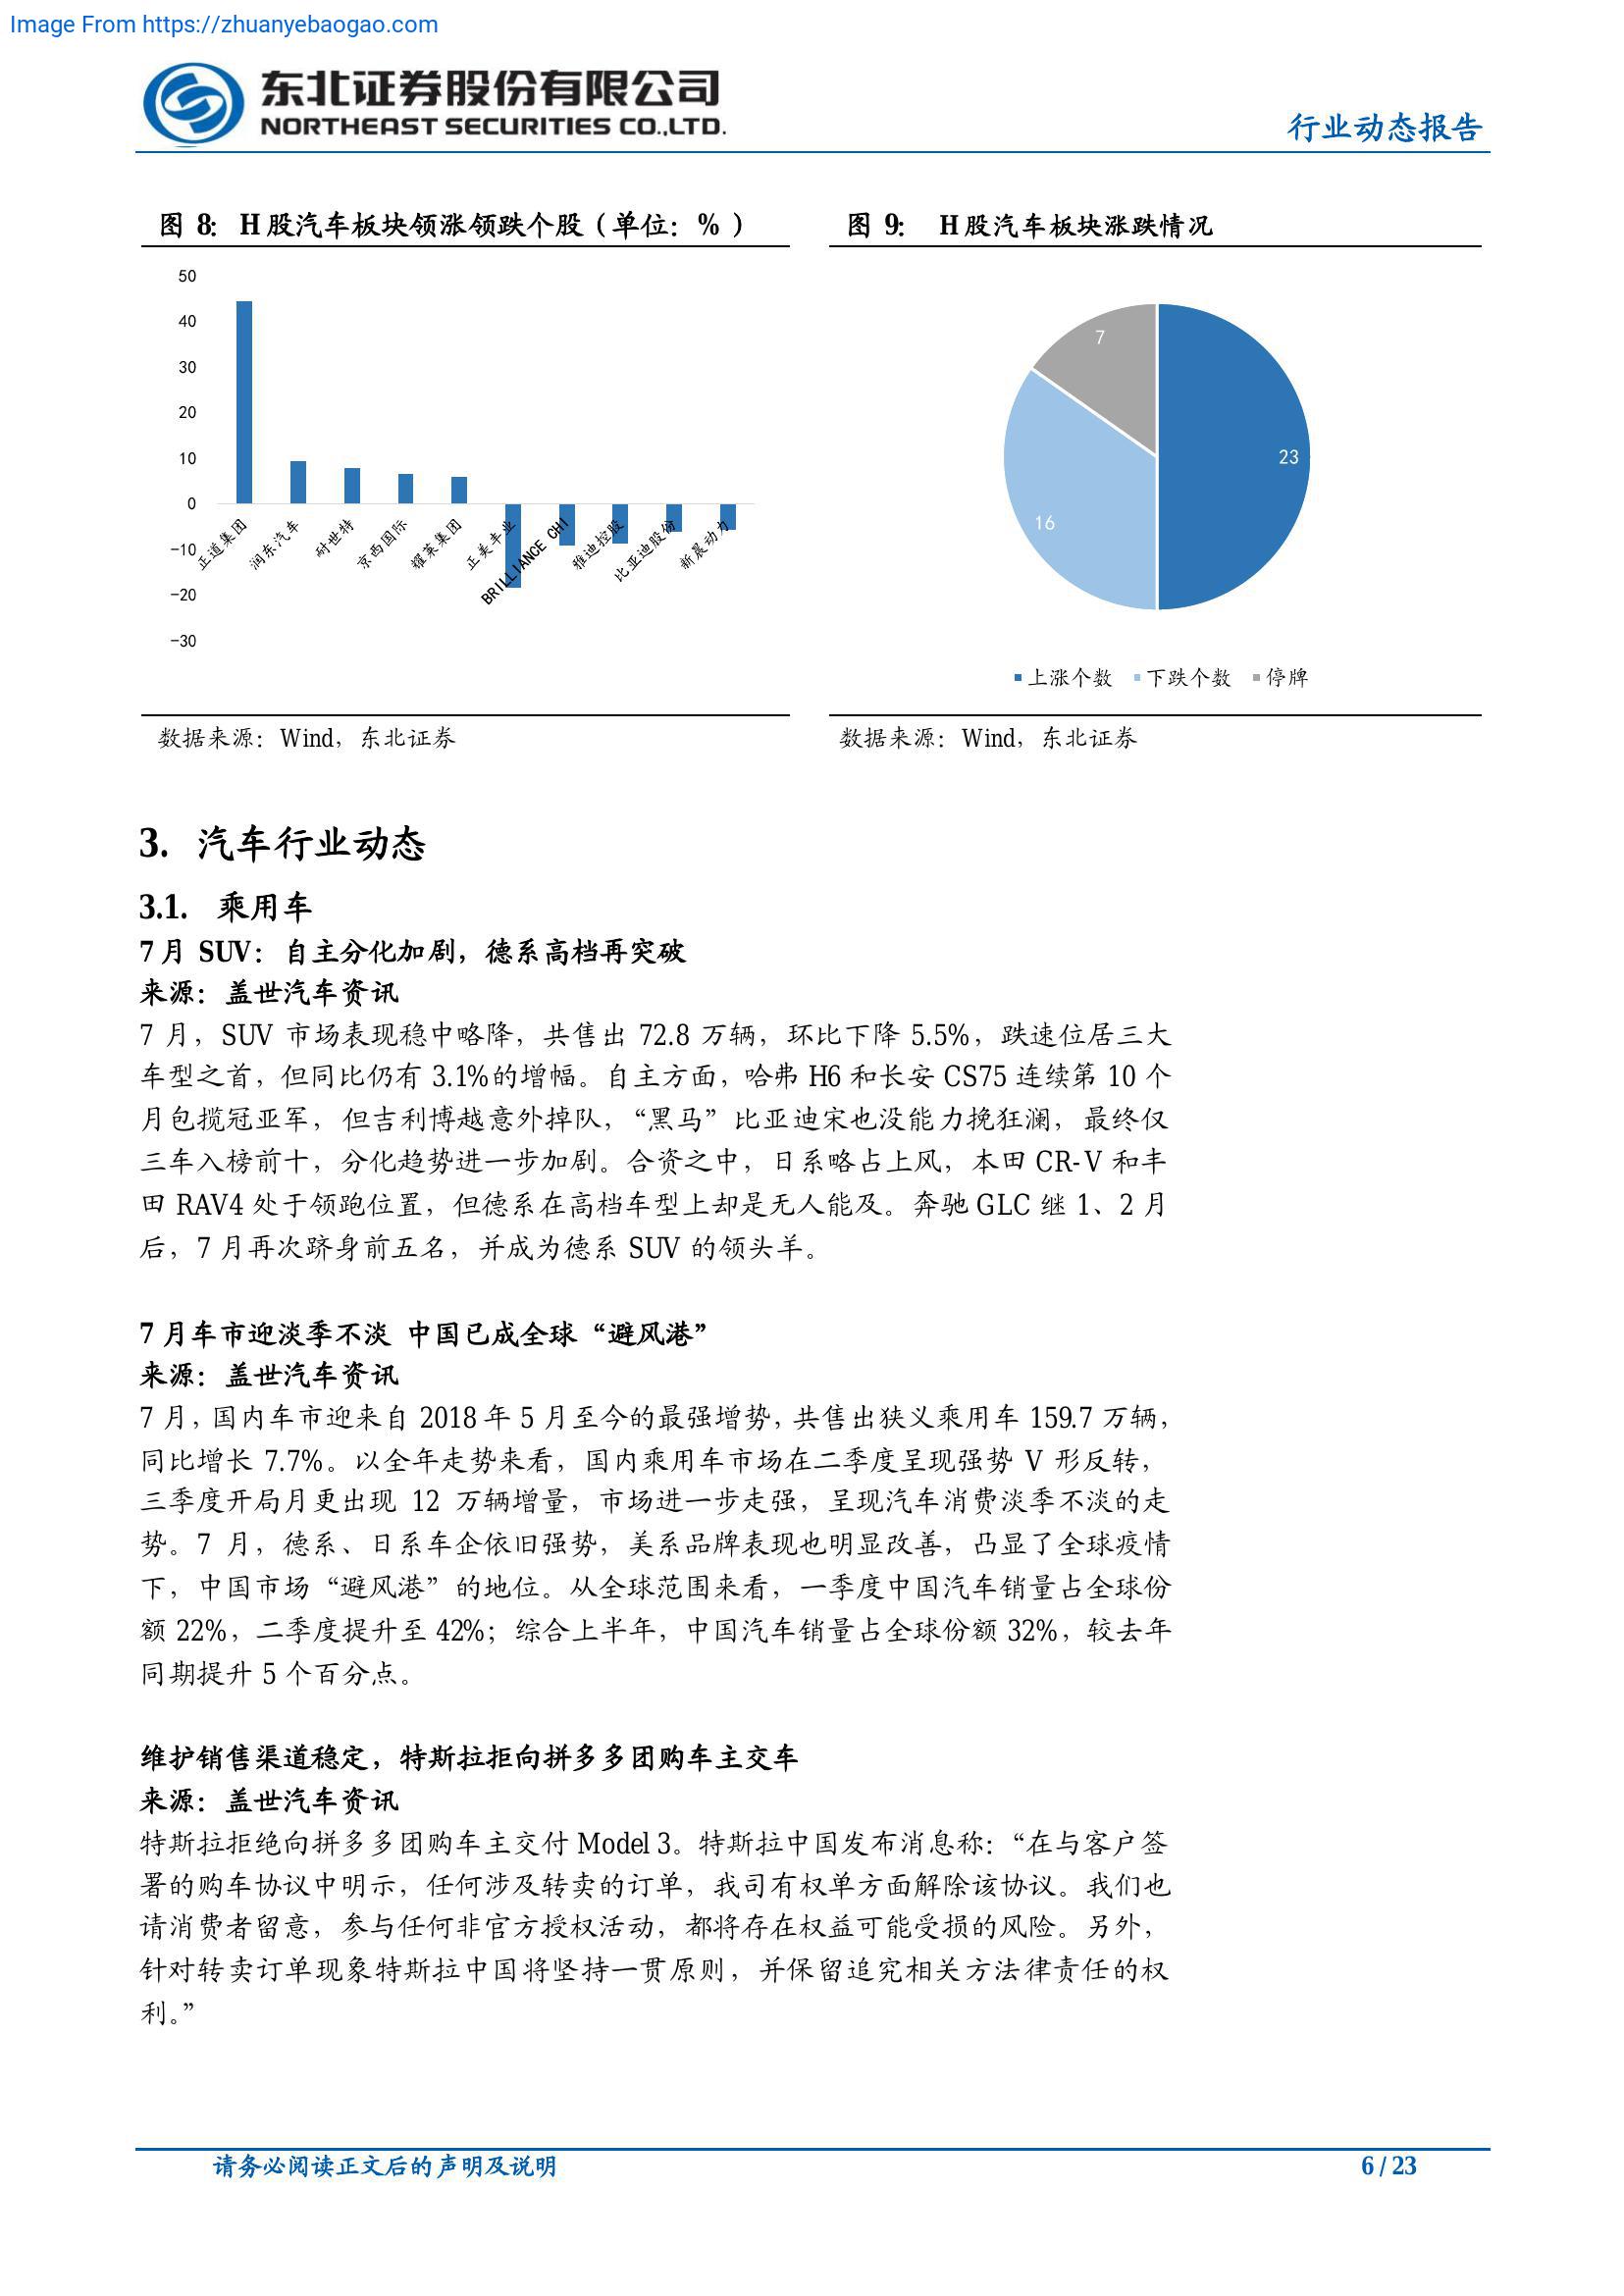 Image From https://zhuanyebaogao.com
东北证券股份有限公司
NORTHEAST SECURITIES CO.,LTD.
行业动态报告
图 8: H 股汽车板块领涨领跌个股（单位：%）
50
40
30
20
10
0
-10
-20
-30
正道集团
润东汽车
耐世特
京西国际
耀莱集团
正美丰业
BRILLIANCE CHI
雅迪控股
比亚迪股份
新晨动力
数据来源：Wind，东北证券
图 9: H 股汽车板块涨跌情况
7
23
16
上涨个数 下跌个数 停牌
数据来源：Wind，东北证券
3. 汽车行业动态
3.1. 乘用车
7 月 SUV：自主分化加剧，德系高档再突破
来源：盖世汽车资讯
7 月，SUV 市场表现稳中略降，共售出 72.8 万辆，环比下降 5.5%，跌速位居三大
车型之首，但同比仍有 3.1%的增幅。自主方面，哈弗 H6 和长安 CS75 连续第 10 个
月包揽冠亚军，但吉利博越意外掉队，“黑马”比亚迪宋也没能力挽狂澜，最终仅
三车入榜前十，分化趋势进一步加剧。合资之中，日系略占上风，本田 CR-V 和丰
田 RAV4 处于领跑位置，但德系在高档车型上却是无人能及。奔驰 GLC 继 1、2 月
后，7 月再次跻身前五名，并成为德系 SUV 的领头羊。
7 月车市迎淡季不淡 中国已成全球“避风港”
来源：盖世汽车资讯
7 月，国内车市迎来自 2018 年 5 月至今的最强增势，共售出狭义乘用车 159.7 万辆，
同比增长 7.7%。以全年走势来看，国内乘用车市场在二季度呈现强势 V 形反转，
三季度开局月更出现 12 万辆增量，市场进一步走强，呈现汽车消费淡季不淡的走
势。7 月，德系、日系车企依旧强势，美系品牌表现也明显改善，凸显了全球疫情
下，中国市场“避风港”的地位。从全球范围来看，一季度中国汽车销量占全球份
额 22%，二季度提升至 42%；综合上半年，中国汽车销量占全球份额 32%，较去年
同期提升 5 个百分点。
维护销售渠道稳定，特斯拉拒向拼多多团购车主交车
来源：盖世汽车资讯
特斯拉拒绝向拼多多团购车主交付 Model 3。特斯拉中国发布消息称：“在与客户签
署的购车协议中明示，任何涉及转卖的订单，我司有权单方面解除该协议。我们也
请消费者留意，参与任何非官方授权活动，都将存在权益可能受损的风险。另外，
针对转卖订单现象特斯拉中国将坚持一贯原则，并保留追究相关方法律责任的权
利。”
请务必阅读正文后的声明及说明
6 / 23